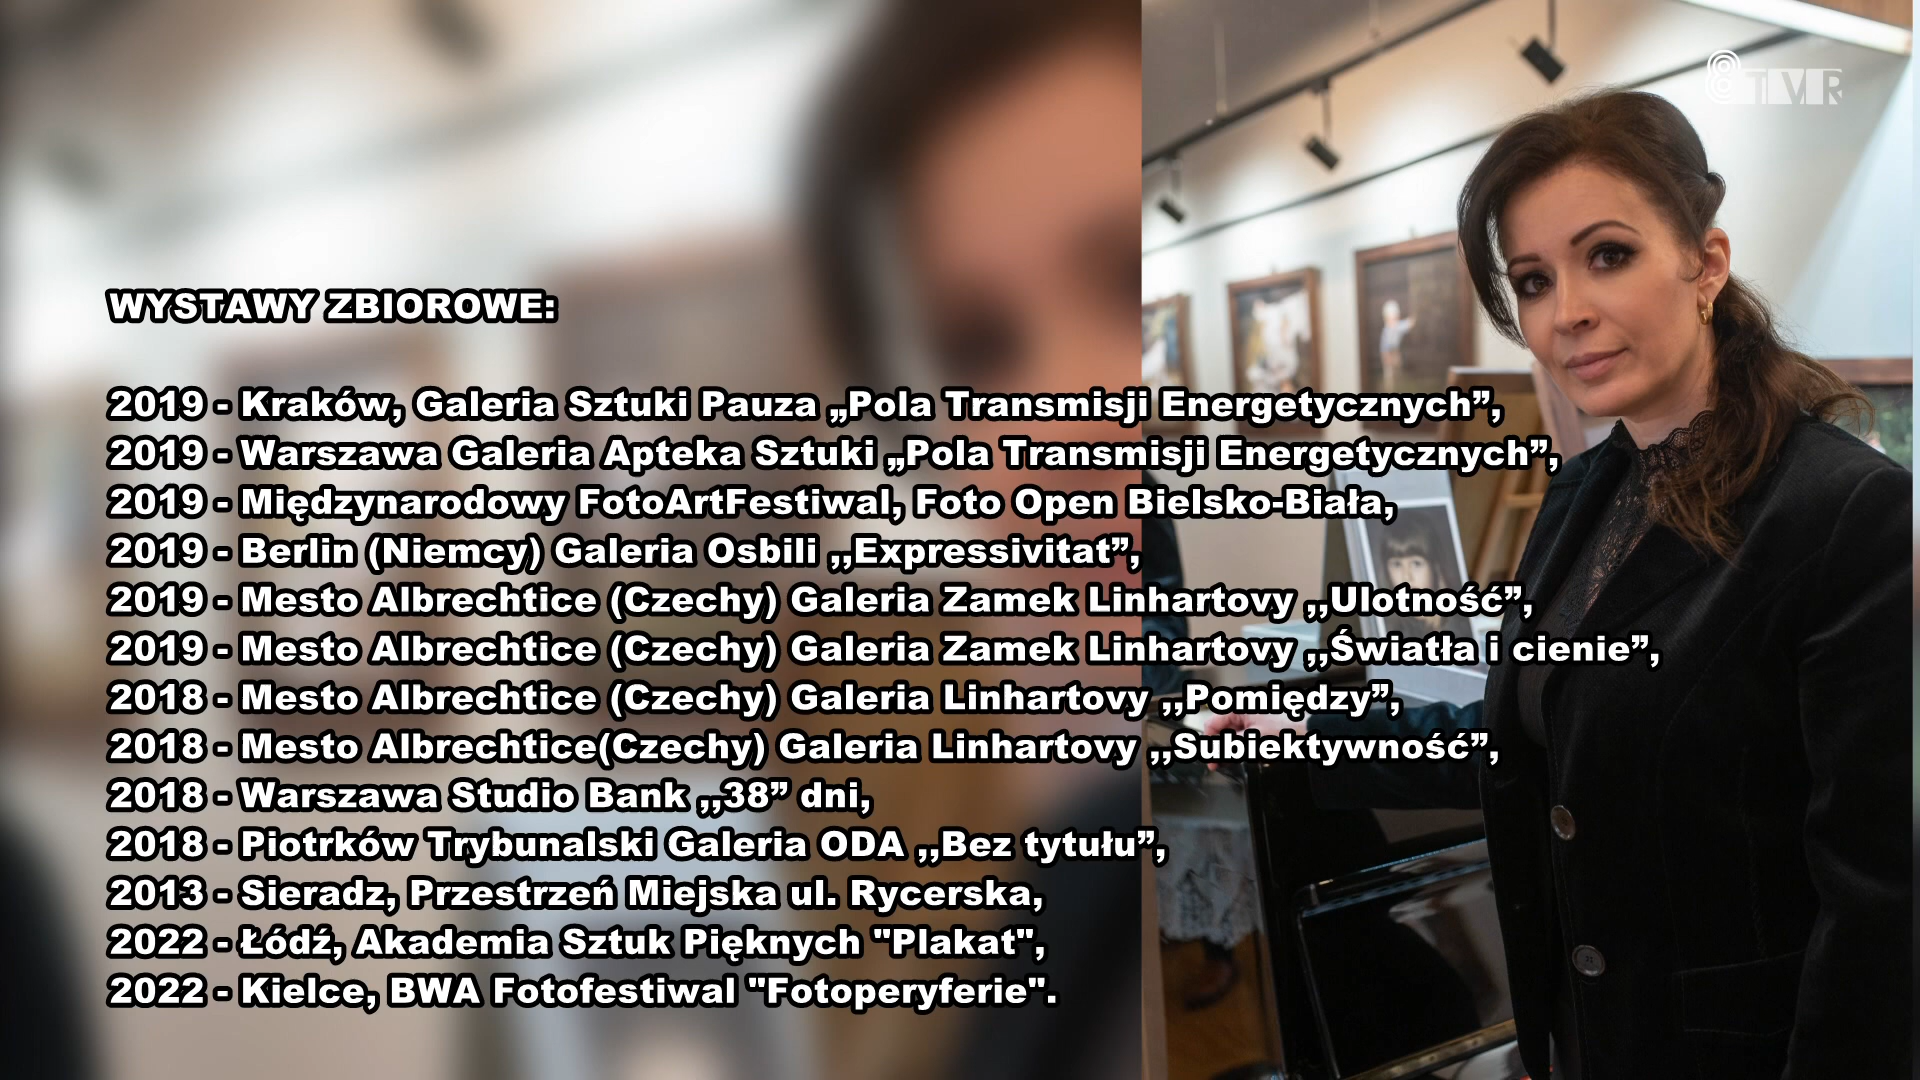 TVR
WYSTAWY ZBIOROWE:
2019 - Kraków, Galeria Sztuki Pauza „Pola Transmisji Energetycznych”,
2019 - Warszawa Galeria Apteka Sztuki „Pola Transmisji Energetycznych”,
2019 - Międzynarodowy FotoArtFestiwal, Foto Open Bielsko-Biała,
2019 - Berlin (Niemcy) Galeria Osbili ,,Expressivitat”,
2019 - Mesto Albrechtice (Czechy) Galeria Zamek Linhartovy ,,Ulotność”,
2019 - Mesto Albrechtice (Czechy) Galeria Zamek Linhartovy ,,Światła i cienie”,
2018 - Mesto Albrechtice (Czechy) Galeria Linhartovy ,,Pomiędzy”,
2018 - Mesto Albrechtice(Czechy) Galeria Linhartovy ,,Subiektywność”,
2018 - Warszawa Studio Bank ,,38” dni,
2018 - Piotrków Trybunalski Galeria ODA ,,Bez tytułu”,
2013 - Sieradz, Przestrzeń Miejska ul. Rycerska,
2022 - Łódź, Akademia Sztuk Pięknych "Plakat",
2022 - Kielce, BWA Fotofestiwal "Fotoperyferie".